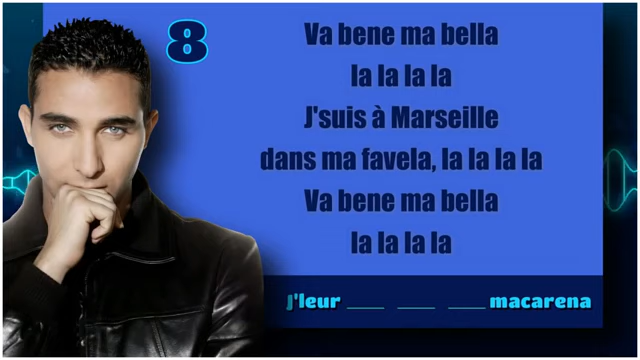 8
Va bene ma bella
la la la la
J'suis à Marseille
dans ma favela, la la la la
Va bene ma bella
la la la la
J'leur ____ ____ ____ macarena